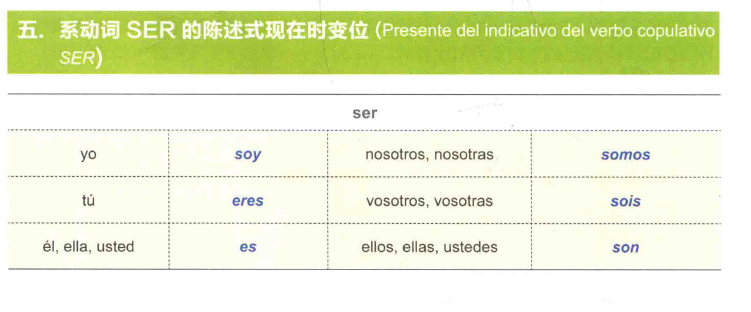 五. 系动词 SER 的陈述式现在时变位 (Presente del indicativo del verbo copulativo
SER)
ser
yo soy nosotros, nosotras somos
tú eres vosotros, vosotras sois
él, ella, usted es ellos, ellas, ustedes son